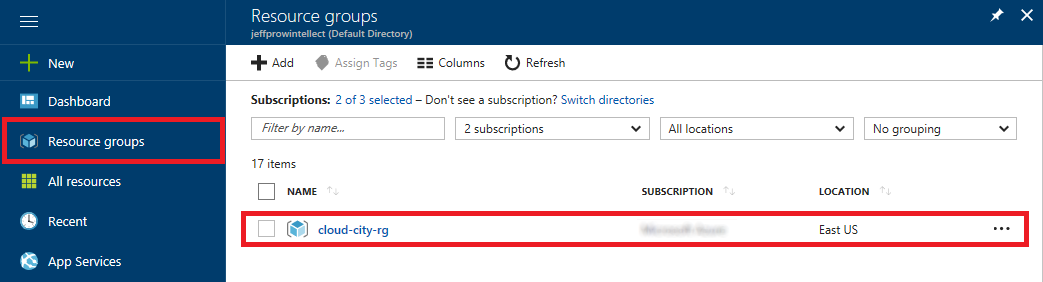 Resource groups
jeffprowintellect (Default Directory)
New
Dashboard
Resource groups
All resources
Recent
App Services
Add Assign Tags Columns Refresh
Subscriptions: 2 of 3 selected – Don't see a subscription? Switch directories
Filter by name... 2 subscriptions All locations No grouping
17 items
NAME SUBSCRIPTION LOCATION
cloud-city-rg East US